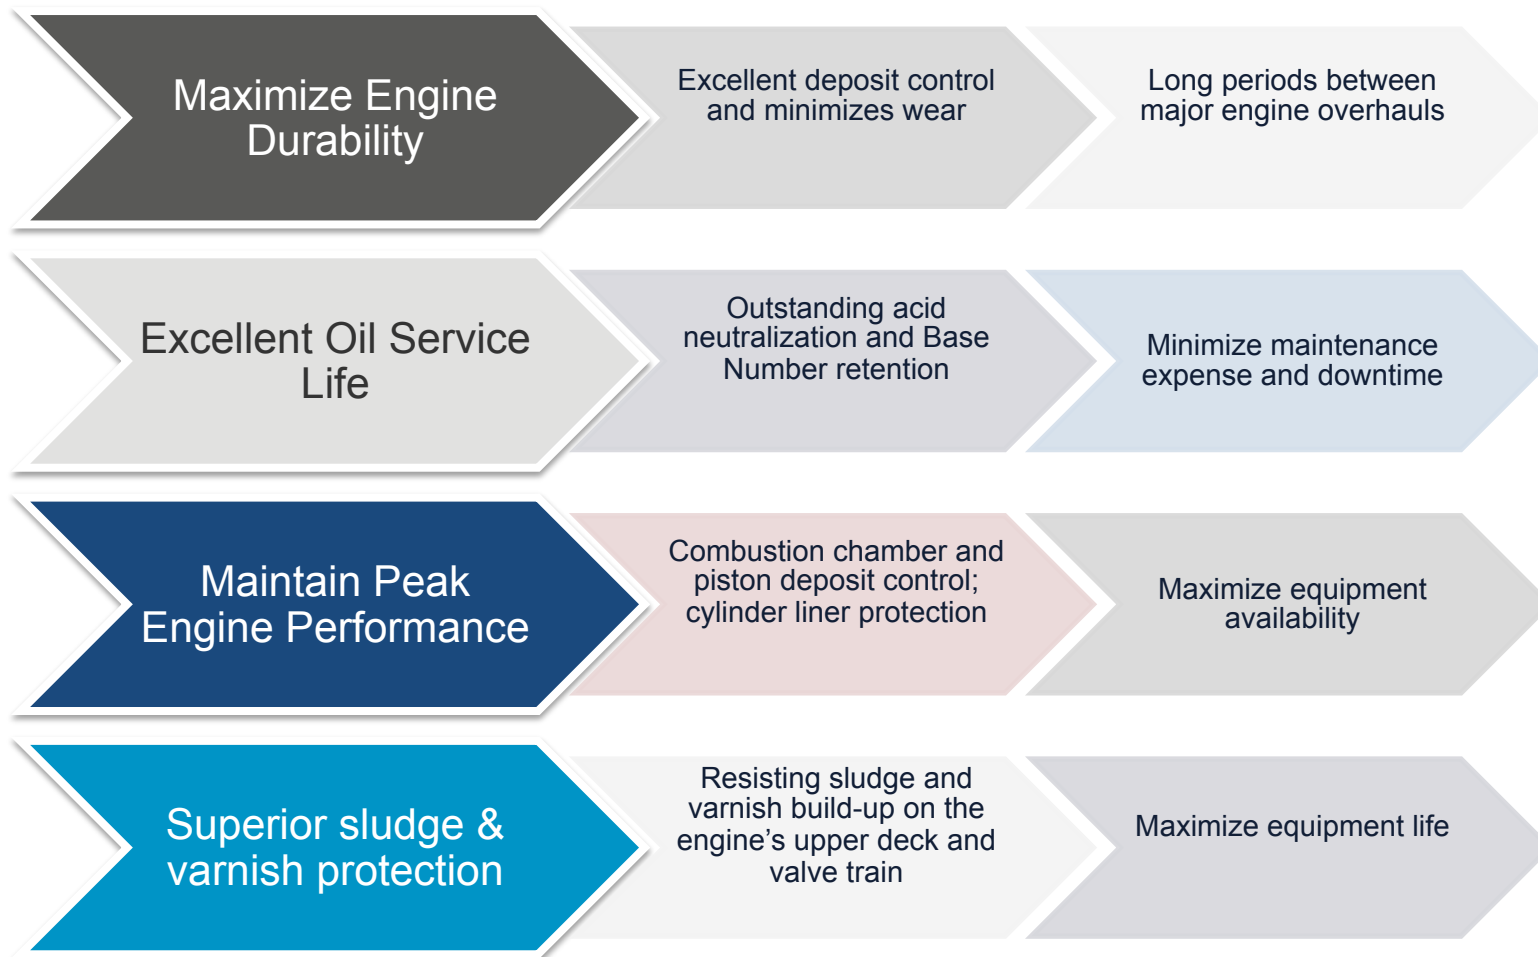 Maximize Engine
Durability
Excellent deposit control
and minimizes wear
Long periods between
major engine overhauls
Excellent Oil Service
Life
Outstanding acid
neutralization and Base
Number retention
Minimize maintenance
expense and downtime
Maintain Peak
Engine Performance
Combustion chamber and
piston deposit control;
cylinder liner protection
Maximize equipment
availability
Superior sludge &
varnish protection
Resisting sludge and
varnish build-up on the
engine’s upper deck and
valve train
Maximize equipment life